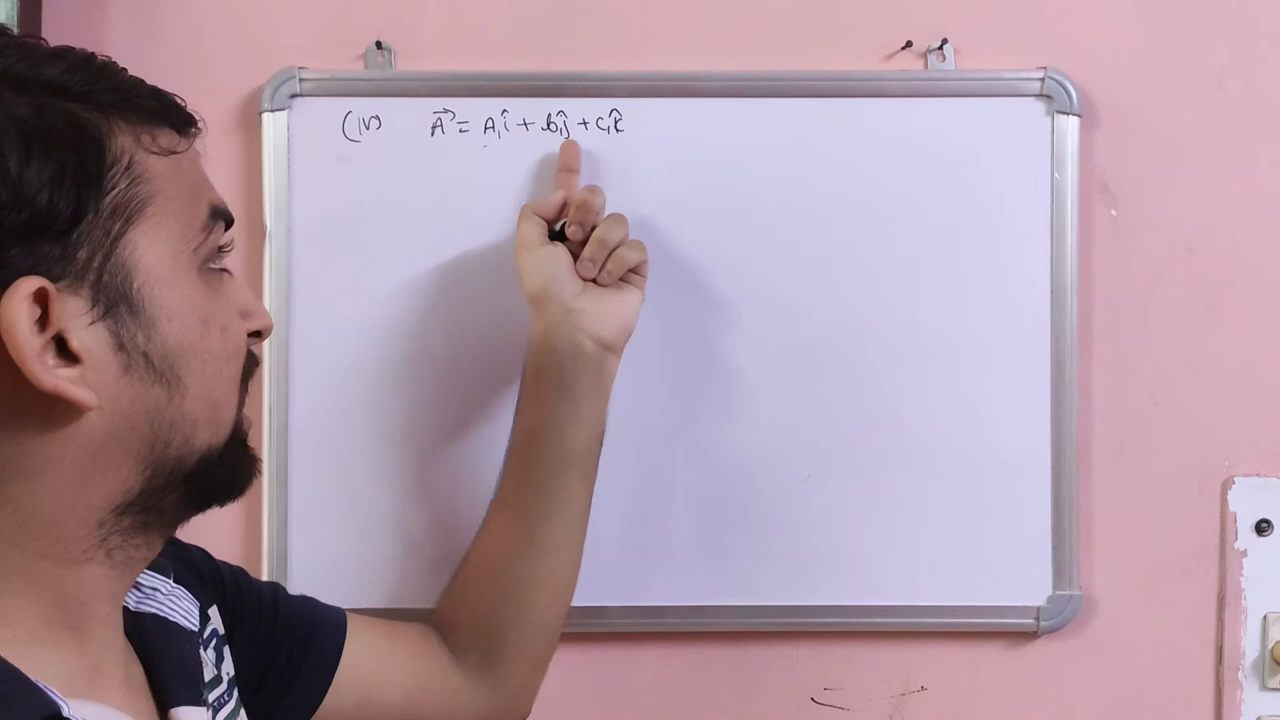 (IV) A⃗ = A₁î + b₁ĵ + c₁k̂